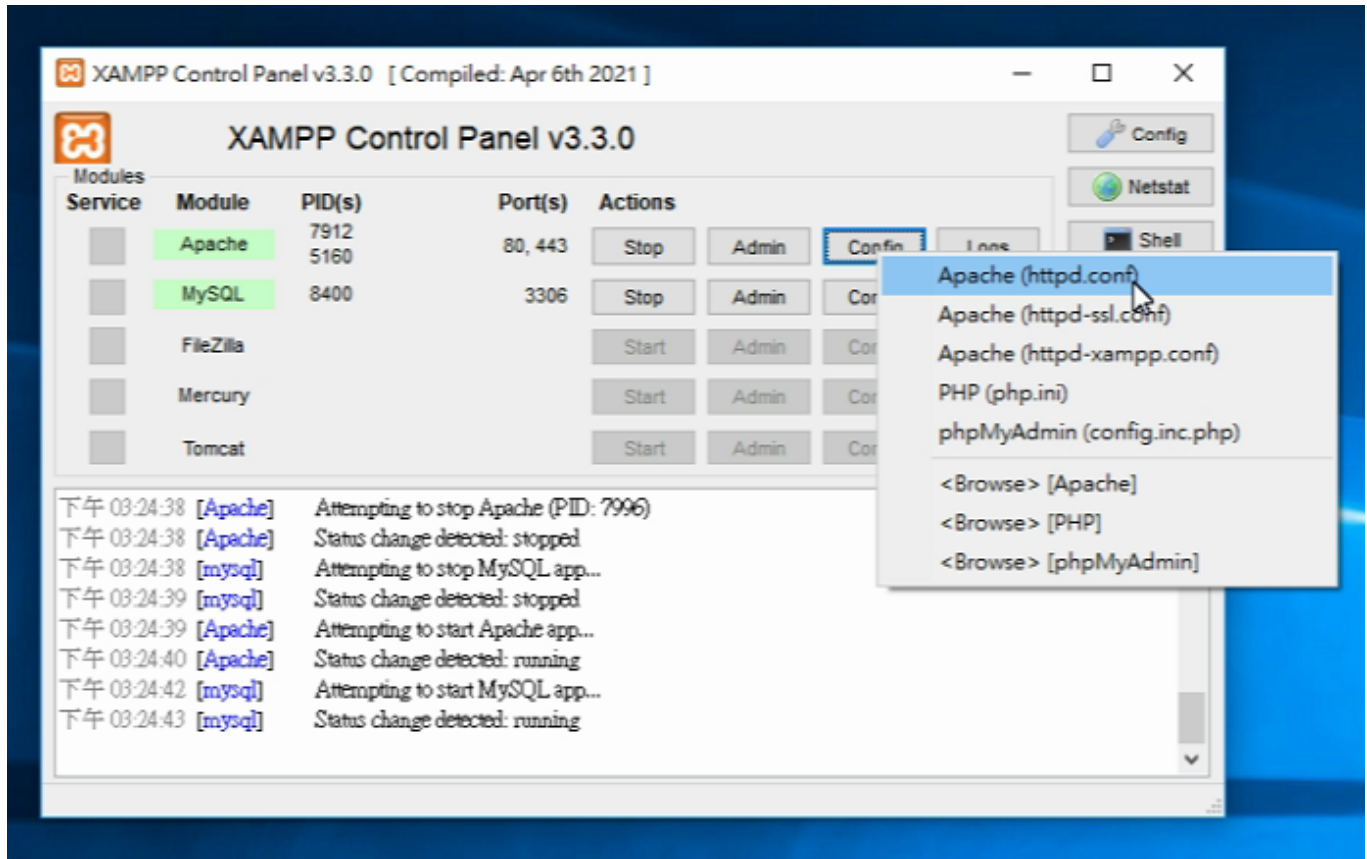 XAMPP Control Panel v3.3.0 [ Compiled: Apr 6th 2021 ]
XAMPP Control Panel v3.3.0
Config
Netstat
Shell
Modules
Service Module PID(s) Port(s) Actions
Apache 7912 5160 80, 443 Stop Admin Config Logs
MySQL 8400 3306 Stop Admin
FileZilla Start Admin
Mercury Start Admin
Tomcat Start Admin
Apache (httpd.conf)
Apache (httpd-ssl.conf)
Apache (httpd-xampp.conf)
PHP (php.ini)
phpMyAdmin (config.inc.php)
<Browse> [Apache]
<Browse> [PHP]
<Browse> [phpMyAdmin]
下午 03:24:38 [Apache] Attempting to stop Apache (PID: 7996)
下午 03:24:38 [Apache] Status change detected: stopped
下午 03:24:38 [mysql] Attempting to stop MySQL app...
下午 03:24:39 [mysql] Status change detected: stopped
下午 03:24:39 [Apache] Attempting to start Apache app...
下午 03:24:40 [Apache] Status change detected: running
下午 03:24:42 [mysql] Attempting to start MySQL app...
下午 03:24:43 [mysql] Status change detected: running